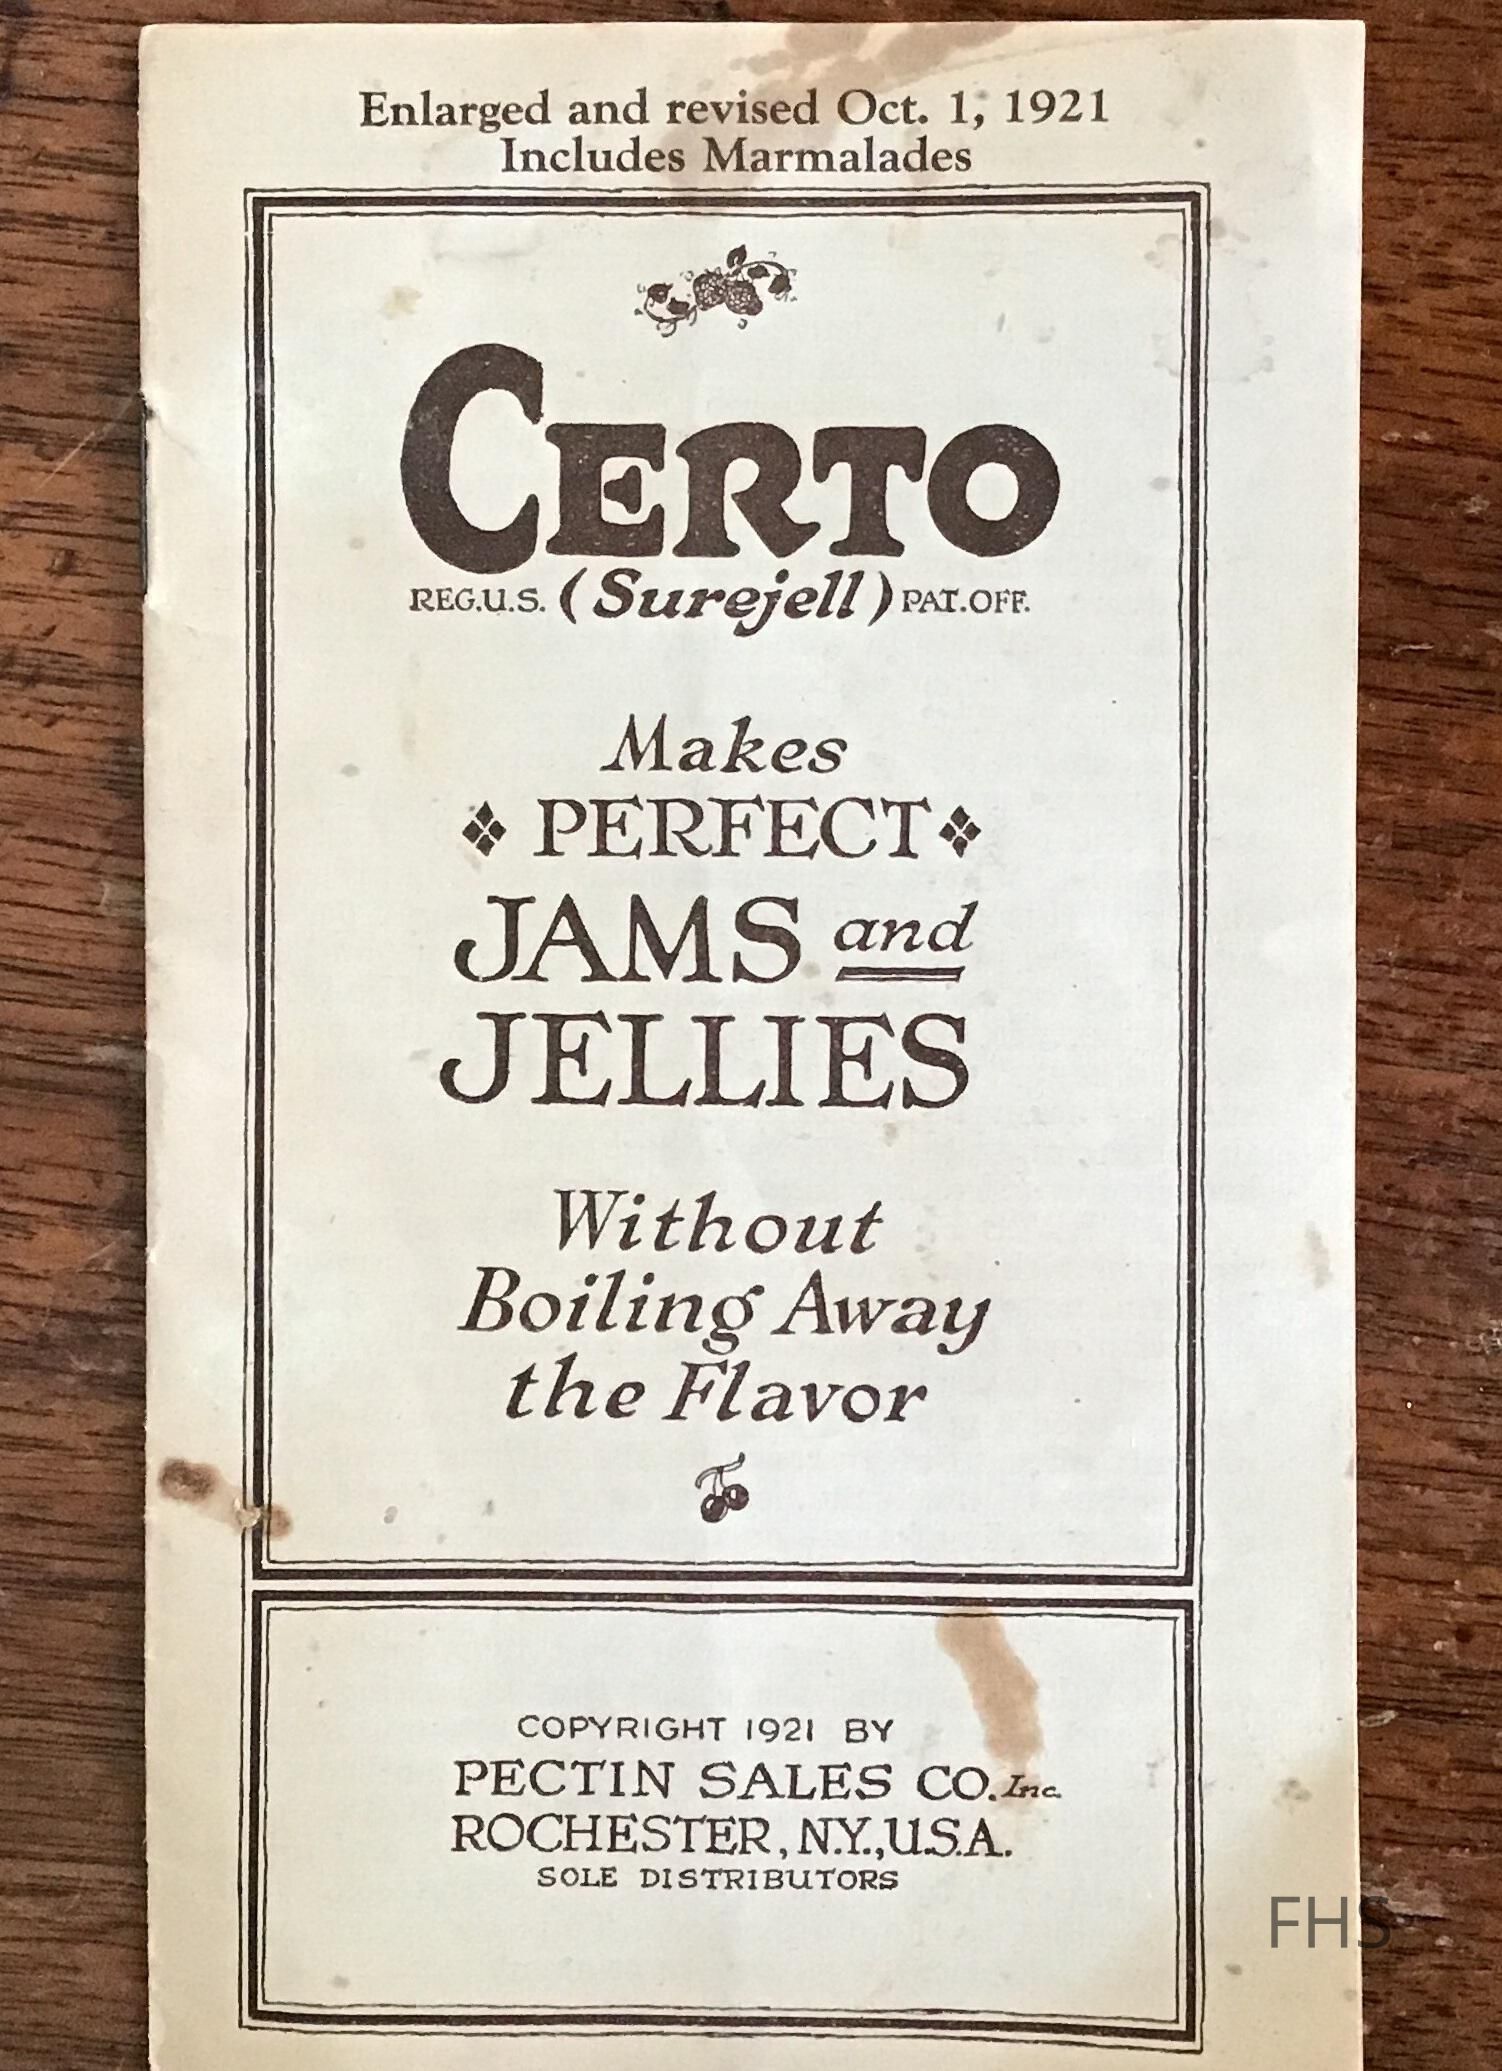 Enlarged and revised Oct. 1, 1921
Includes Marmalades
CERTO
REG.U.S. (Surejell) PAT.OFF.
Makes
PERFECT
JAMS and
JELLIES
Without
Boiling Away
the Flavor
COPYRIGHT 1921 BY
PECTIN SALES CO. Inc.
ROCHESTER, N.Y., U.S.A.
SOLE DISTRIBUTORS
FHS